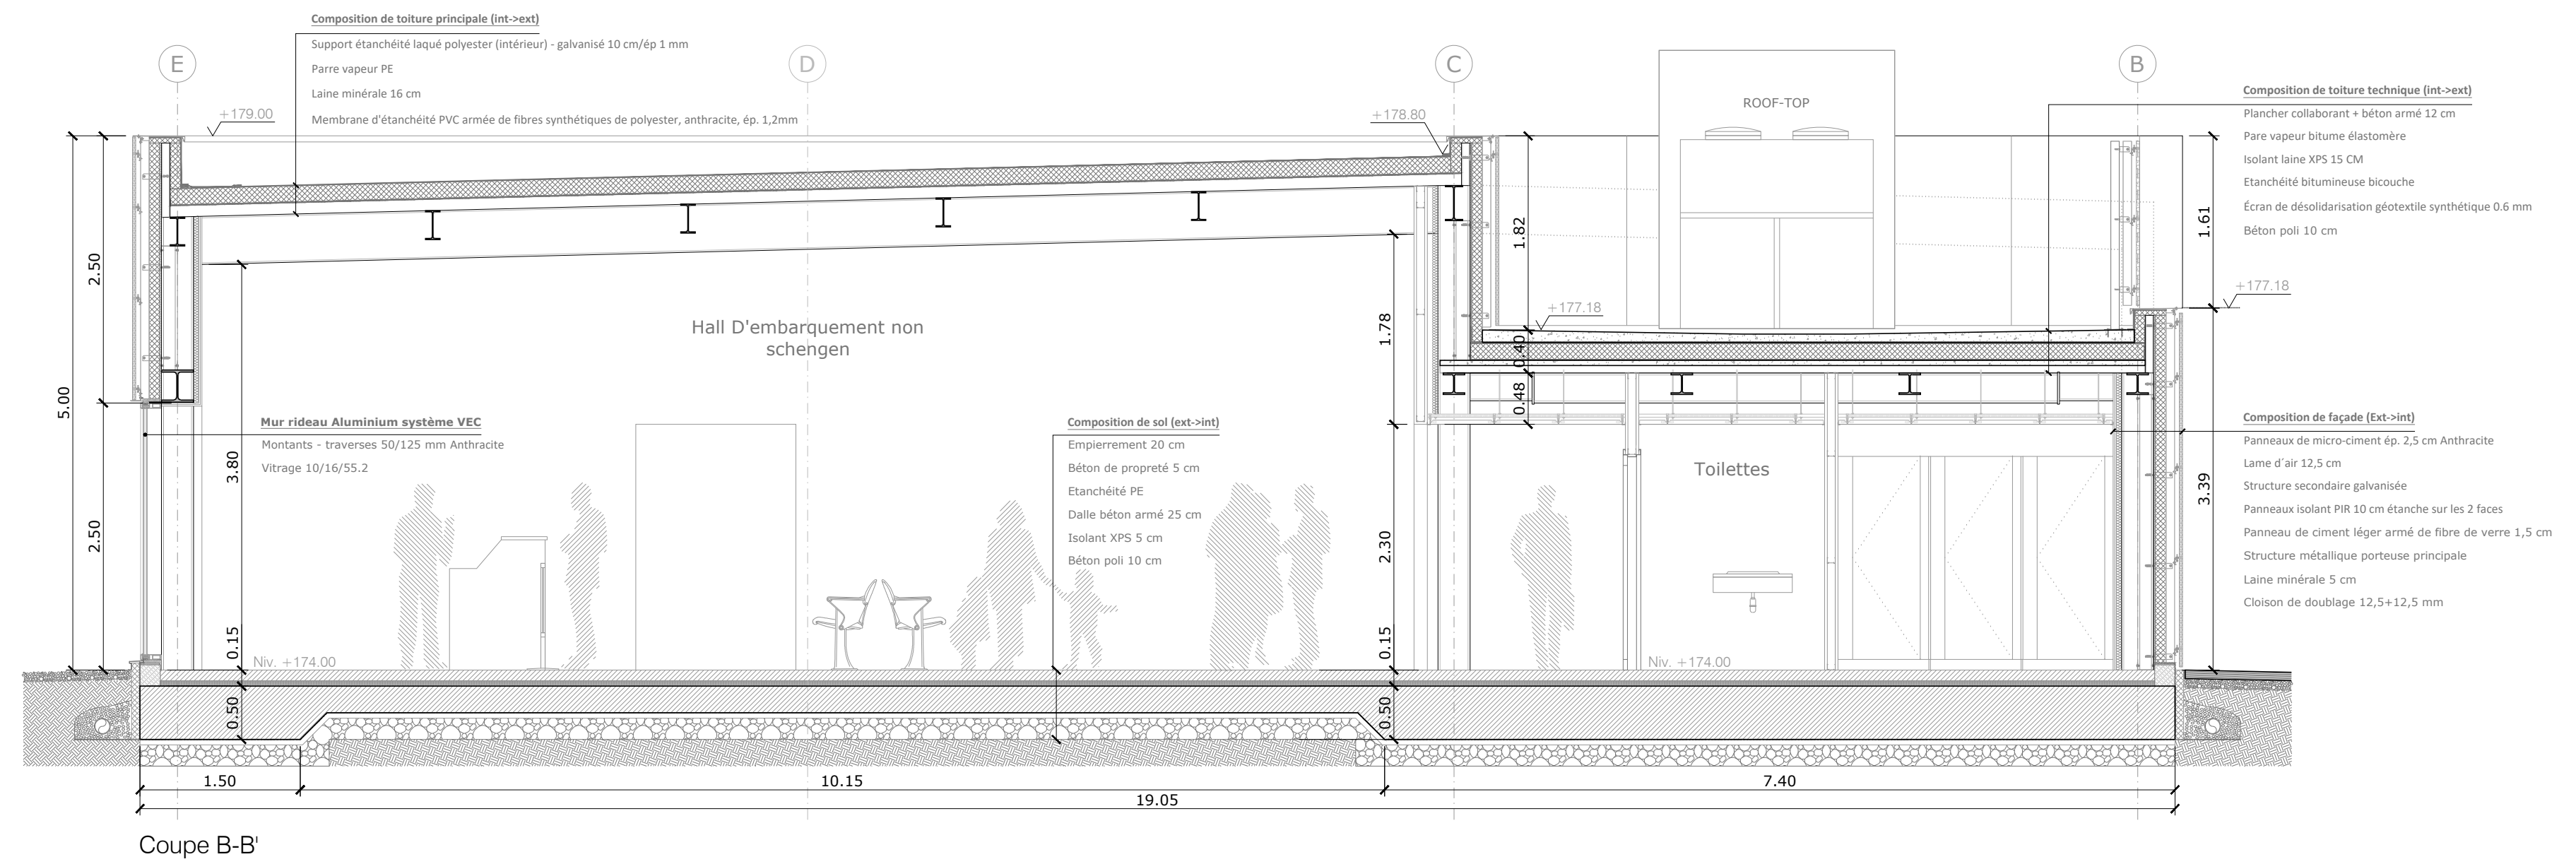 Composition de toiture principale (int->ext)
Support étanchéité laqué polyester (intérieur) - galvanisé 10 cm/ép 1 mm
Parre vapeur PE
Laine minérale 16 cm
Membrane d'étanchéité PVC armée de fibres synthétiques de polyester, anthracite, ép. 1,2mm
E
D
C
B
+179.00
+178.80
ROOF-TOP
Composition de toiture technique (int->ext)
Plancher collaborant + béton armé 12 cm
Pare vapeur bitume élastomère
Isolant laine XPS 15 CM
Etanchéité bitumineuse bicouche
Écran de désolidarisation géotextile synthétique 0.6 mm
Béton poli 10 cm
5.00
2.50
2.50
3.80
0.15
0.50
Hall D'embarquement non
schengen
1.78
2.30
0.15
0.50
1.82
0.40
0.48
+177.18
1.61
+177.18
3.39
Mur rideau Aluminium système VEC
Montants - traverses 50/125 mm Anthracite
Vitrage 10/16/55.2
Composition de sol (ext->int)
Empierrement 20 cm
Béton de propreté 5 cm
Etanchéité PE
Dalle béton armé 25 cm
Isolant XPS 5 cm
Béton poli 10 cm
Toilettes
Composition de façade (Ext->int)
Panneaux de micro-ciment ép. 2,5 cm Anthracite
Lame d'air 12,5 cm
Structure secondaire galvanisée
Panneaux isolant PIR 10 cm étanche sur les 2 faces
Panneau de ciment léger armé de fibre de verre 1,5 cm
Structure métallique porteuse principale
Laine minérale 5 cm
Cloison de doublage 12,5+12,5 mm
Niv. +174.00
Niv. +174.00
1.50
10.15
7.40
19.05
Coupe B-B'